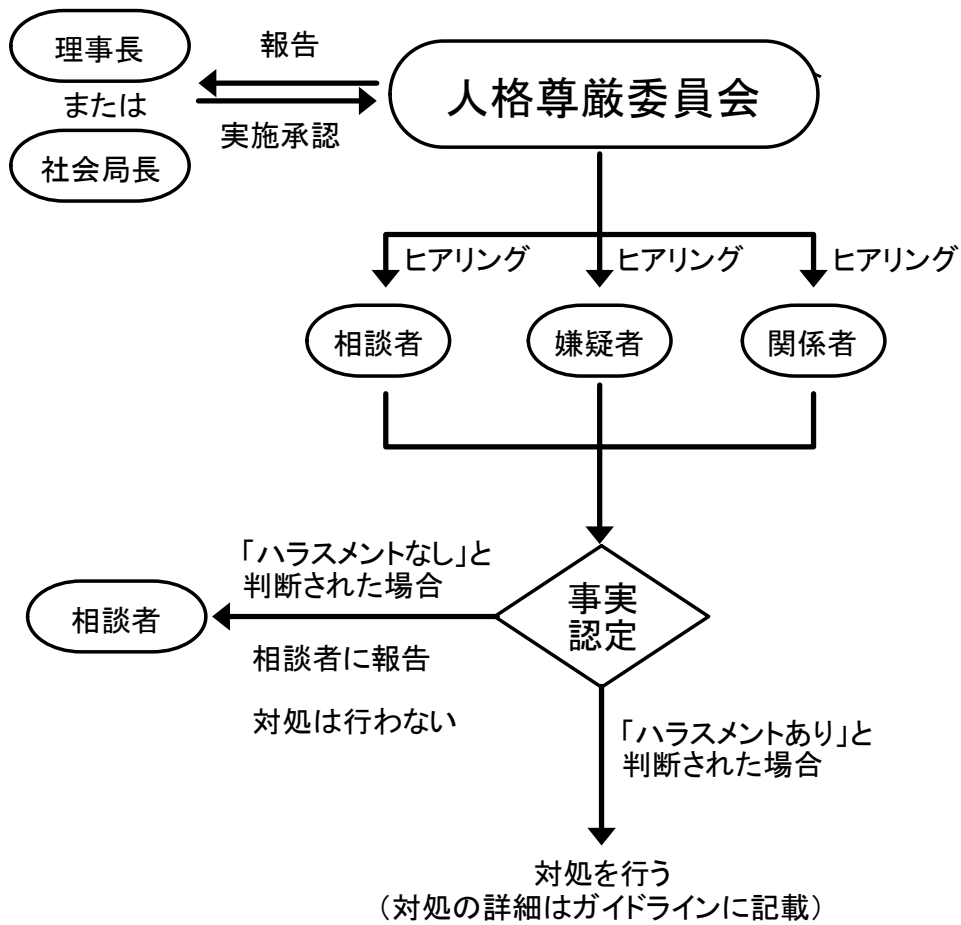 理事長
または
社会局長
報告
実施承認
人格尊厳委員会
ヒアリング
ヒアリング
ヒアリング
相談者
嫌疑者
関係者
「ハラスメントなし」と
判断された場合
相談者
相談者に報告
対処は行わない
事実
認定
「ハラスメントあり」と
判断された場合
対処を行う
（対処の詳細はガイドラインに記載）